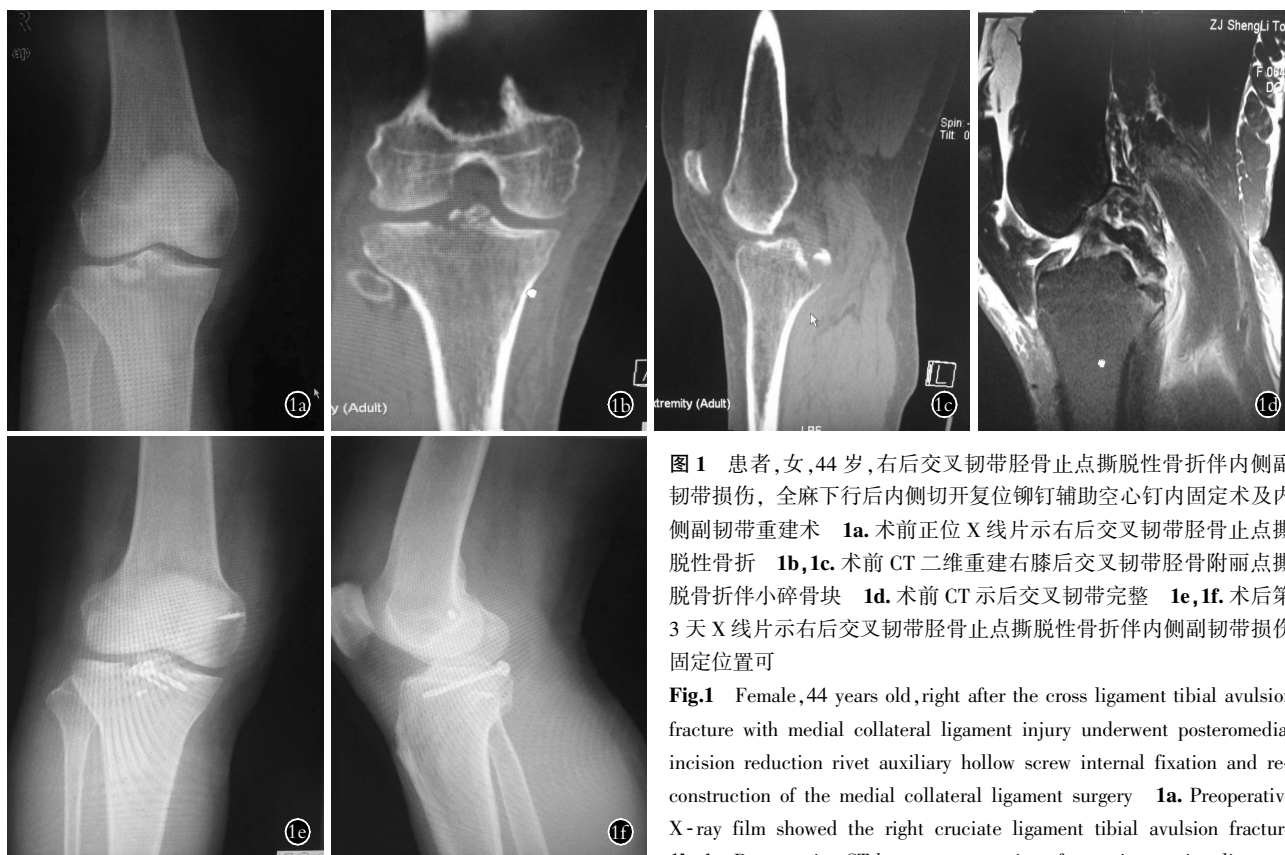 R
ap
1a
y (Adult)
1b
Spin: -
Tilt: 0
xtremity (Adult)
L
1c
ZJ ShengLi To
1d
1e
1f
图 1 患者,女,44 岁,右后交叉韧带胫骨止点撕脱性骨折伴内侧副
韧带损伤, 全麻下行后内侧切开复位铆钉辅助空心钉内固定术及内
侧副韧带重建术 1a. 术前正位 X 线片示右后交叉韧带胫骨止点撕
脱性骨折 1b,1c. 术前 CT 二维重建右膝后交叉韧带胫骨附丽点撕
脱骨折伴小碎骨块 1d. 术前 CT 示后交叉韧带完整 1e,1f. 术后第
3 天 X 线片示右后交叉韧带胫骨止点撕脱性骨折伴内侧副韧带损伤
固定位置可
Fig.1 Female,44 years old,right after the cross ligament tibial avulsion
fracture with medial collateral ligament injury underwent posteromedia
incision reduction rivet auxiliary hollow screw internal fixation and re-
construction of the medial collateral ligament surgery 1a. Preoperativ
X-ray film showed the right cruciate ligament tibial avulsion fractur